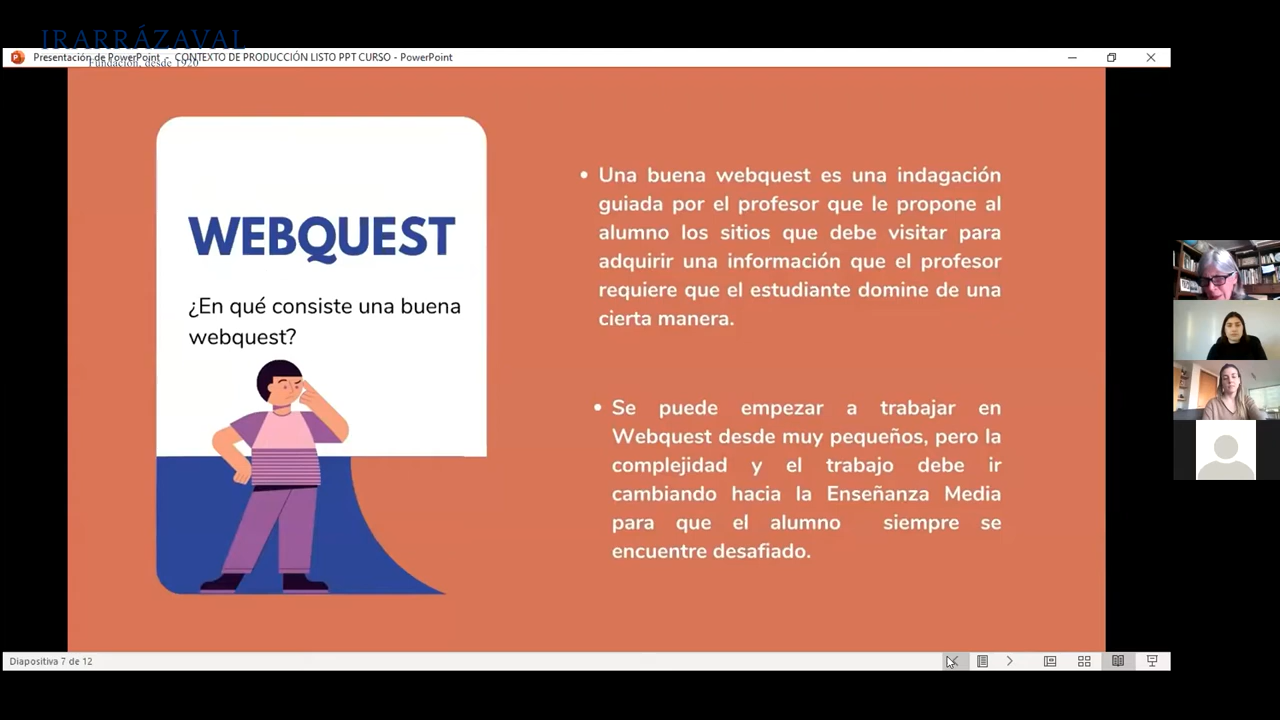 IRARRÁZAVAL
Fundación, desde 1920
Presentación de PowerPoint - CONTEXTO DE PRODUCCIÓN LISTO PPT CURSO - PowerPoint
WEBQUEST
¿En qué consiste una buena
webquest?
• Una buena webquest es una indagación
guiada por el profesor que le propone al
alumno los sitios que debe visitar para
adquirir una información que el profesor
requiere que el estudiante domine de una
cierta manera.
• Se puede empezar a trabajar en
Webquest desde muy pequeños, pero la
complejidad y el trabajo debe ir
cambiando hacia la Enseñanza Media
para que el alumno siempre se
encuentre desafiado.
Diapositiva 7 de 12